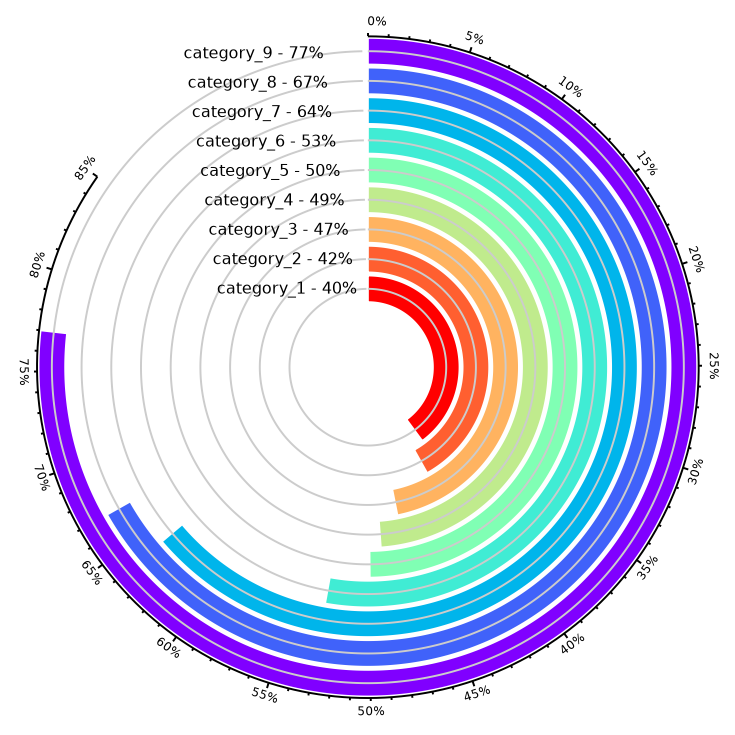 0%
5%
10%
15%
20%
25%
30%
35%
40%
45%
50%
55%
60%
65%
70%
75%
80%
85%
category_9 - 77%
category_8 - 67%
category_7 - 64%
category_6 - 53%
category_5 - 50%
category_4 - 49%
category_3 - 47%
category_2 - 42%
category_1 - 40%